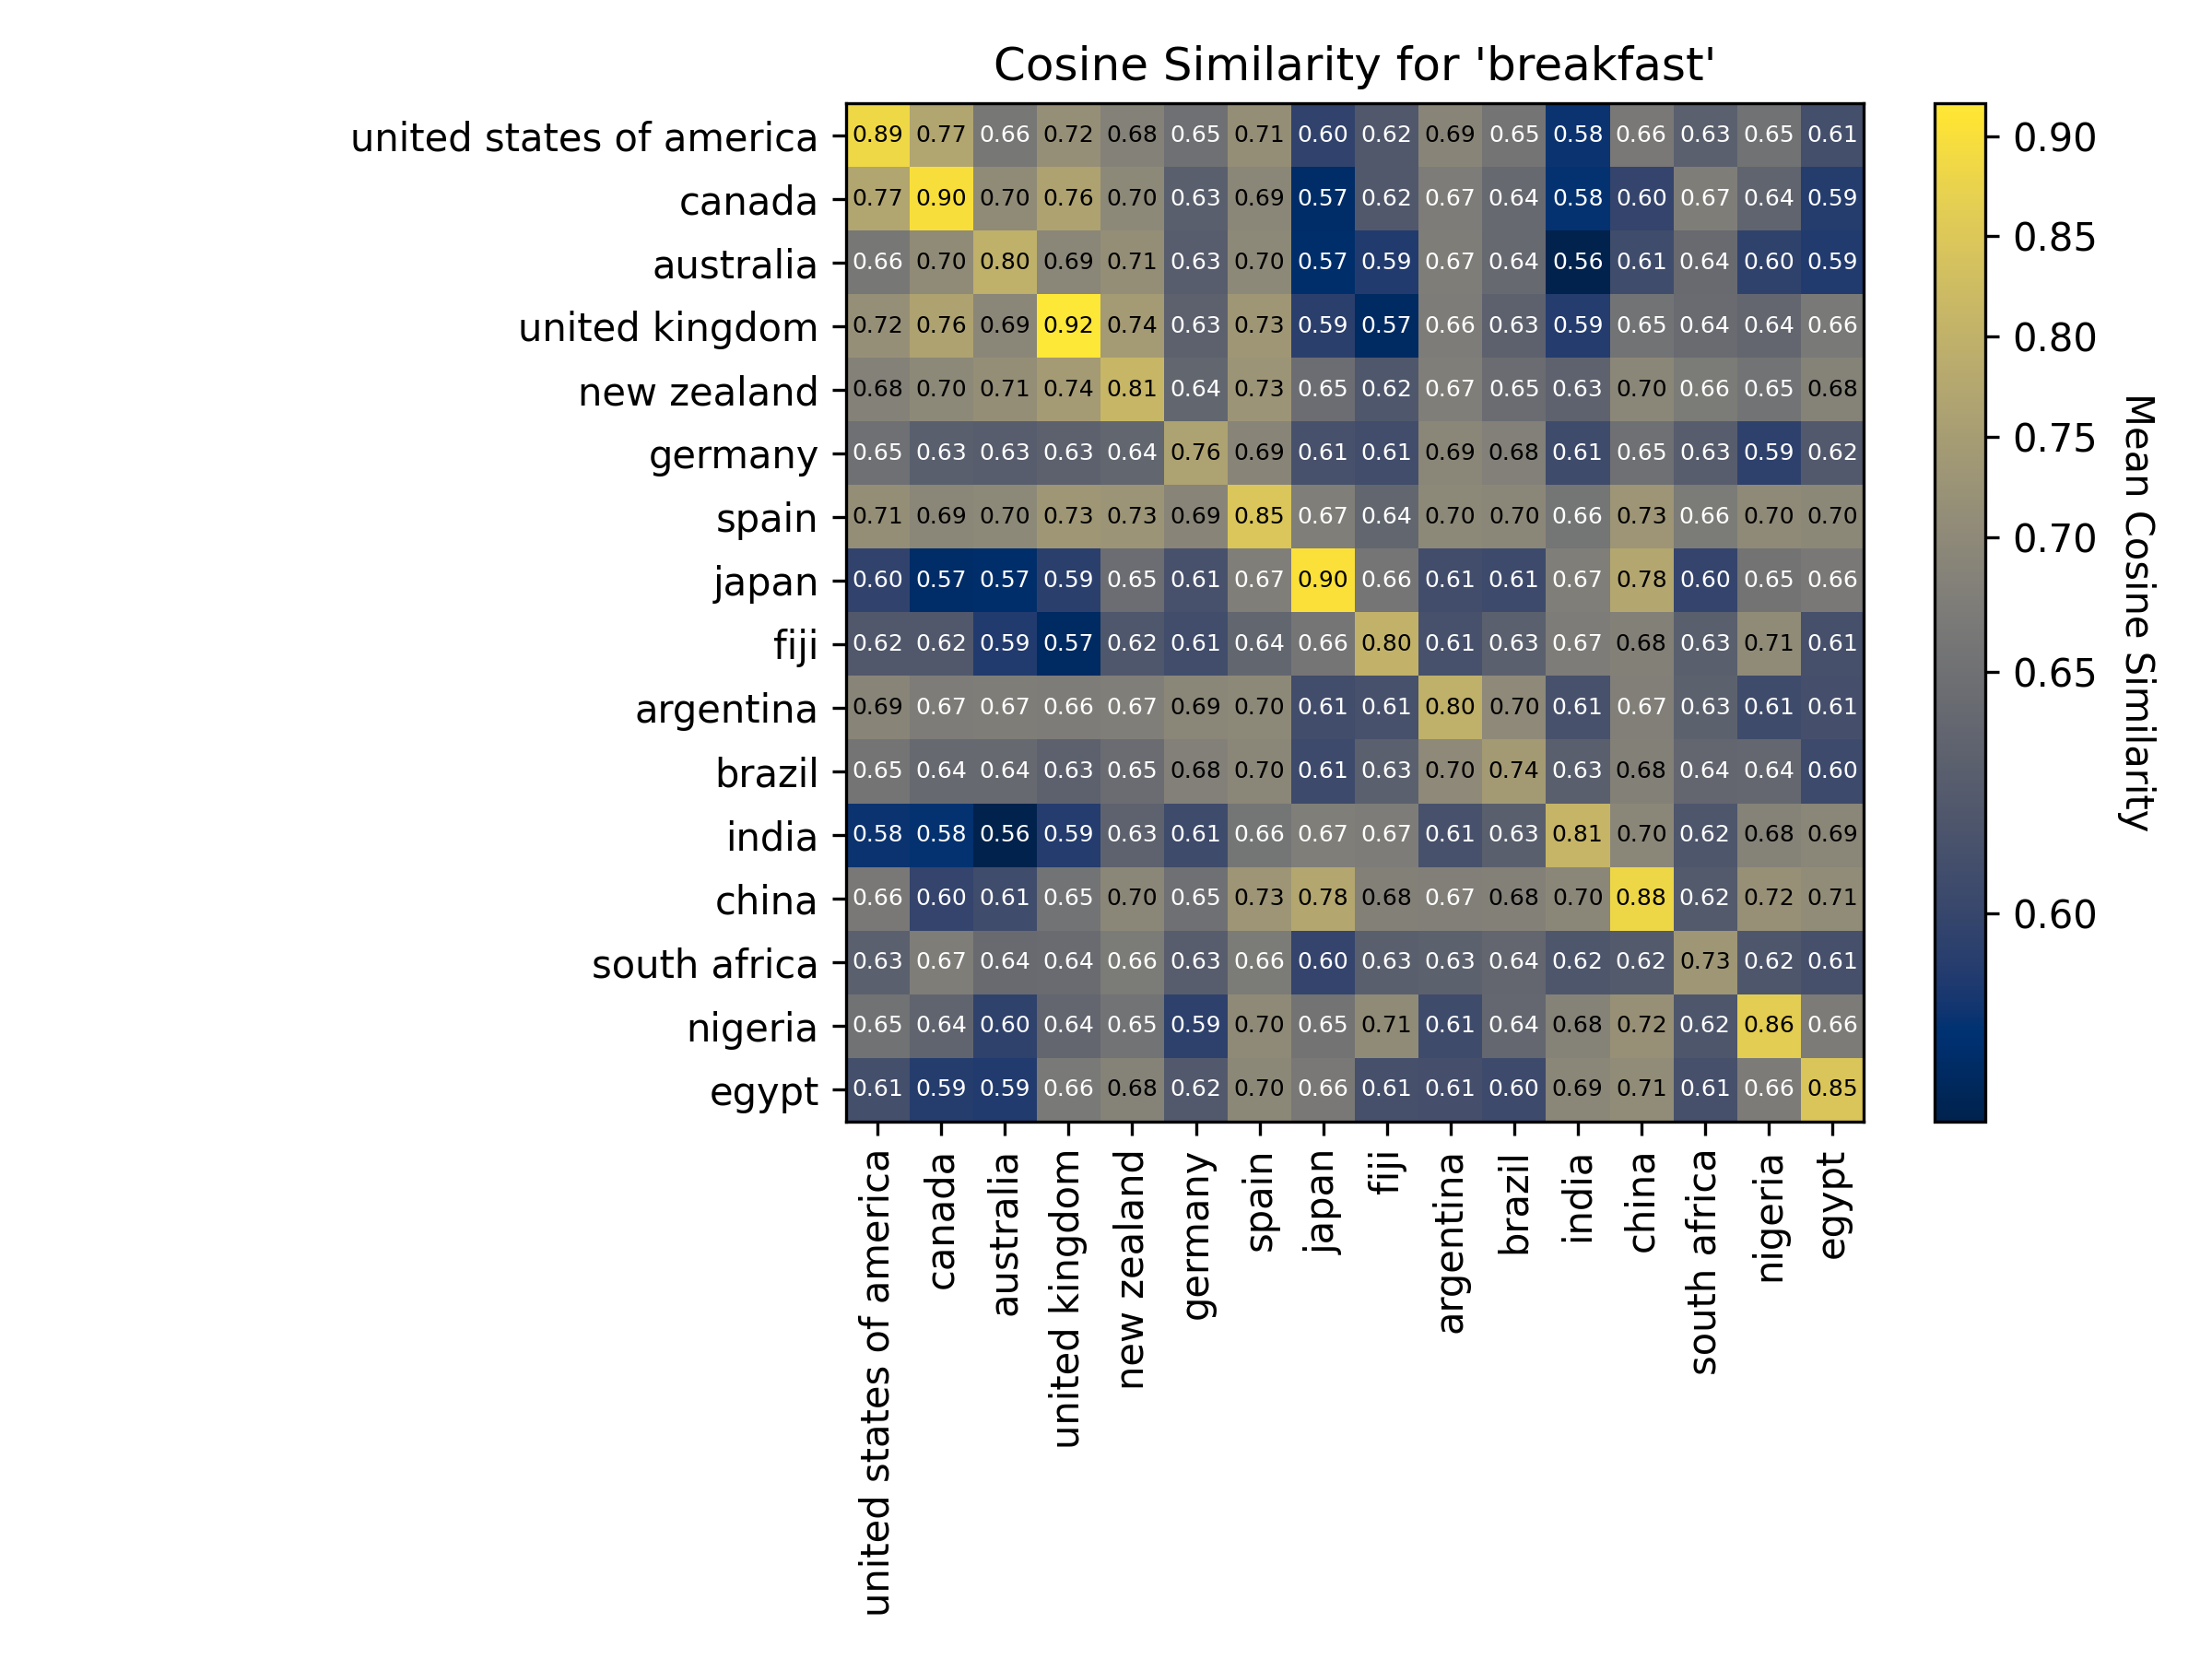 Cosine Similarity for 'breakfast'
united states of america 0.89 0.77 0.66 0.72 0.68 0.65 0.71 0.60 0.62 0.69 0.65 0.58 0.66 0.63 0.65 0.61
canada 0.77 0.90 0.70 0.76 0.70 0.63 0.69 0.57 0.62 0.67 0.64 0.58 0.60 0.67 0.64 0.59
australia 0.66 0.70 0.80 0.69 0.71 0.63 0.70 0.57 0.59 0.67 0.64 0.56 0.61 0.64 0.60 0.59
united kingdom 0.72 0.76 0.69 0.92 0.74 0.63 0.73 0.59 0.57 0.66 0.63 0.59 0.65 0.64 0.64 0.66
new zealand 0.68 0.70 0.71 0.74 0.81 0.64 0.73 0.65 0.62 0.67 0.65 0.63 0.70 0.66 0.65 0.68
germany 0.65 0.63 0.63 0.63 0.64 0.76 0.69 0.61 0.61 0.69 0.68 0.61 0.65 0.63 0.59 0.62
spain 0.71 0.69 0.70 0.73 0.73 0.69 0.85 0.67 0.64 0.70 0.70 0.66 0.73 0.66 0.70 0.70
japan 0.60 0.57 0.57 0.59 0.65 0.61 0.67 0.90 0.66 0.61 0.61 0.67 0.78 0.60 0.65 0.66
fiji 0.62 0.62 0.59 0.57 0.62 0.61 0.64 0.66 0.80 0.61 0.63 0.67 0.68 0.63 0.71 0.61
argentina 0.69 0.67 0.67 0.66 0.67 0.69 0.70 0.61 0.61 0.80 0.70 0.61 0.67 0.63 0.61 0.61
brazil 0.65 0.64 0.64 0.63 0.65 0.68 0.70 0.61 0.63 0.70 0.74 0.63 0.68 0.64 0.64 0.60
india 0.58 0.58 0.56 0.59 0.63 0.61 0.66 0.67 0.67 0.61 0.63 0.81 0.70 0.62 0.68 0.69
china 0.66 0.60 0.61 0.65 0.70 0.65 0.73 0.78 0.68 0.67 0.68 0.70 0.88 0.62 0.72 0.71
south africa 0.63 0.67 0.64 0.64 0.66 0.63 0.66 0.60 0.63 0.63 0.64 0.62 0.62 0.73 0.62 0.61
nigeria 0.65 0.64 0.60 0.64 0.65 0.59 0.70 0.65 0.71 0.61 0.64 0.68 0.72 0.62 0.86 0.66
egypt 0.61 0.59 0.59 0.66 0.68 0.62 0.70 0.66 0.61 0.61 0.60 0.69 0.71 0.61 0.66 0.85
united states of america
canada
australia
united kingdom
new zealand
germany
spain
japan
fiji
argentina
brazil
india
china
south africa
nigeria
egypt
0.90
0.85
0.80
0.75
0.70
0.65
0.60
Mean Cosine Similarity